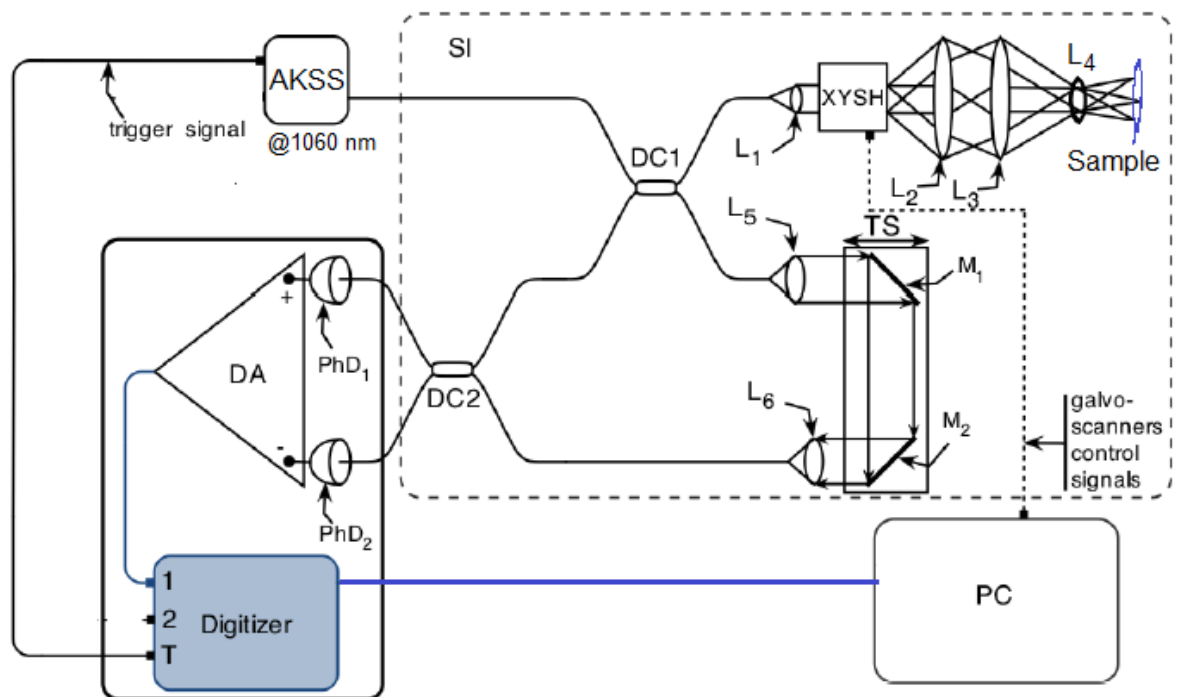 SI
AKSS
@1060 nm
trigger signal
XYSH
L4
L1
L2
L3
Sample
DC1
L5
TS
M1
+
PhD1
DA
DC2
L6
M2
-
PhD2
galvo-
scanners
control
signals
1
2
T
Digitizer
PC